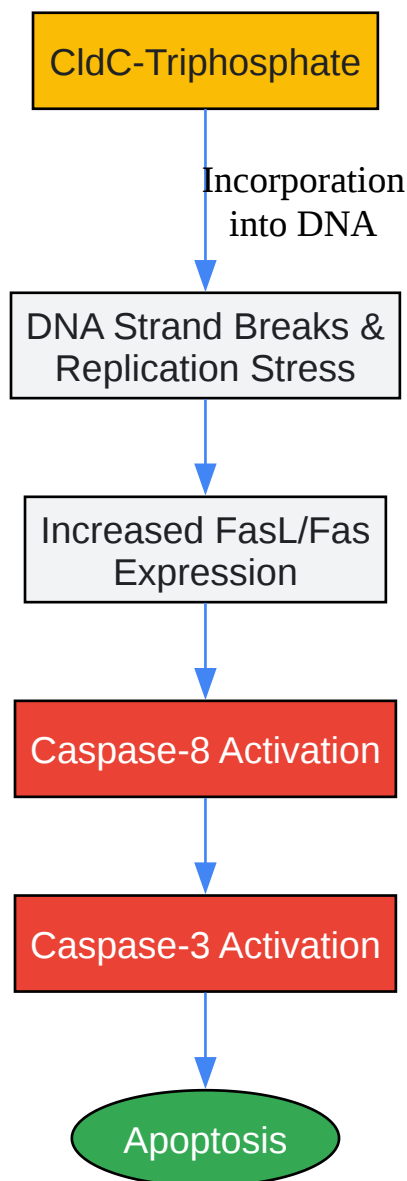 CldC-Triphosphate
Incorporation
into DNA
DNA Strand Breaks &
Replication Stress
Increased FasL/Fas
Expression
Caspase-8 Activation
Caspase-3 Activation
Apoptosis